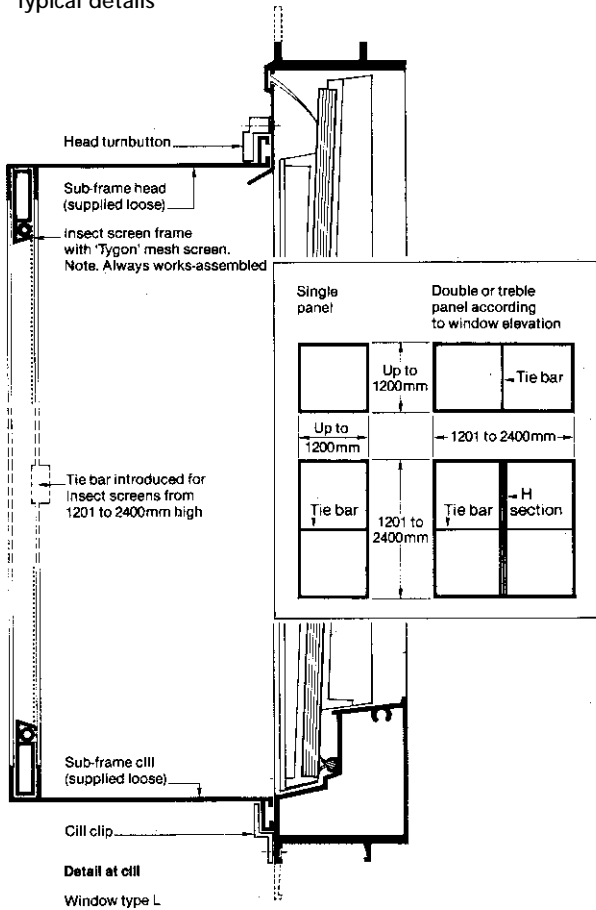 Typical details
Head turnbutton
Sub-frame head
(supplied loose)
insect screen frame
with 'Tygon' mesh screen.
Note. Always works-assembled
Single
panel
Double or treble
panel according
to window elevation
Up to
1200mm
Tie bar
Up to
1200mm
1201 to 2400mm
Tie bar introduced for
insect screens from
1201 to 2400mm high
Tie bar
1201 to
2400mm
Tie bar
H
section
Sub-frame cill
(supplied loose)
Cill clip
Detail at cill
Window type L